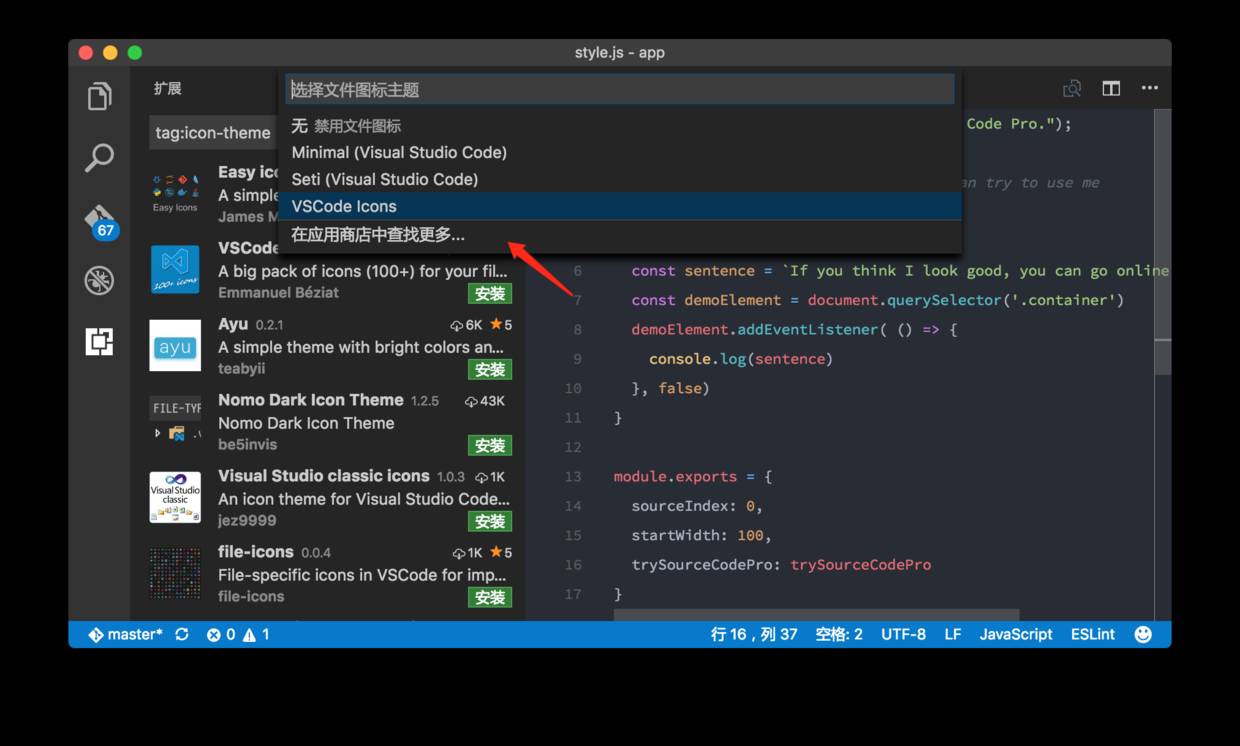 style.js - app
扩展
tag:icon-theme
选择文件图标主题
无 禁用文件图标
Minimal (Visual Studio Code)
Seti (Visual Studio Code)
VSCode Icons
在应用商店中查找更多...
Easy Icons
Easy ico
A simple
James M
VSCode
A big pack of icons (100+) for your fil...
Emmanuel Béziat
安装
100+ icons
ayu
Ayu 0.2.1 6K 5
A simple theme with bright colors an...
teabyii
安装
FILE-TYP
Nomo Dark Icon Theme 1.2.5 43K
Nomo Dark Icon Theme
be5invis
安装
Visual Studio
classic
Visual Studio classic icons 1.0.3 1K
An icon theme for Visual Studio Code...
jez9999
安装
file-icons 0.0.4 1K 5
File-specific icons in VSCode for imp...
file-icons
安装
67
Code Pro.");
an try to use me
6 const sentence = `If you think I look good, you can go online
7 const demoElement = document.querySelector('.container')
8 demoElement.addEventListener( () => {
9 console.log(sentence)
10 }, false)
11 }
12
13 module.exports = {
14 sourceIndex: 0,
15 startWidth: 100,
16 trySourceCodePro: trySourceCodePro
17 }
master* 0 1 行 16，列 37 空格: 2 UTF-8 LF JavaScript ESLint